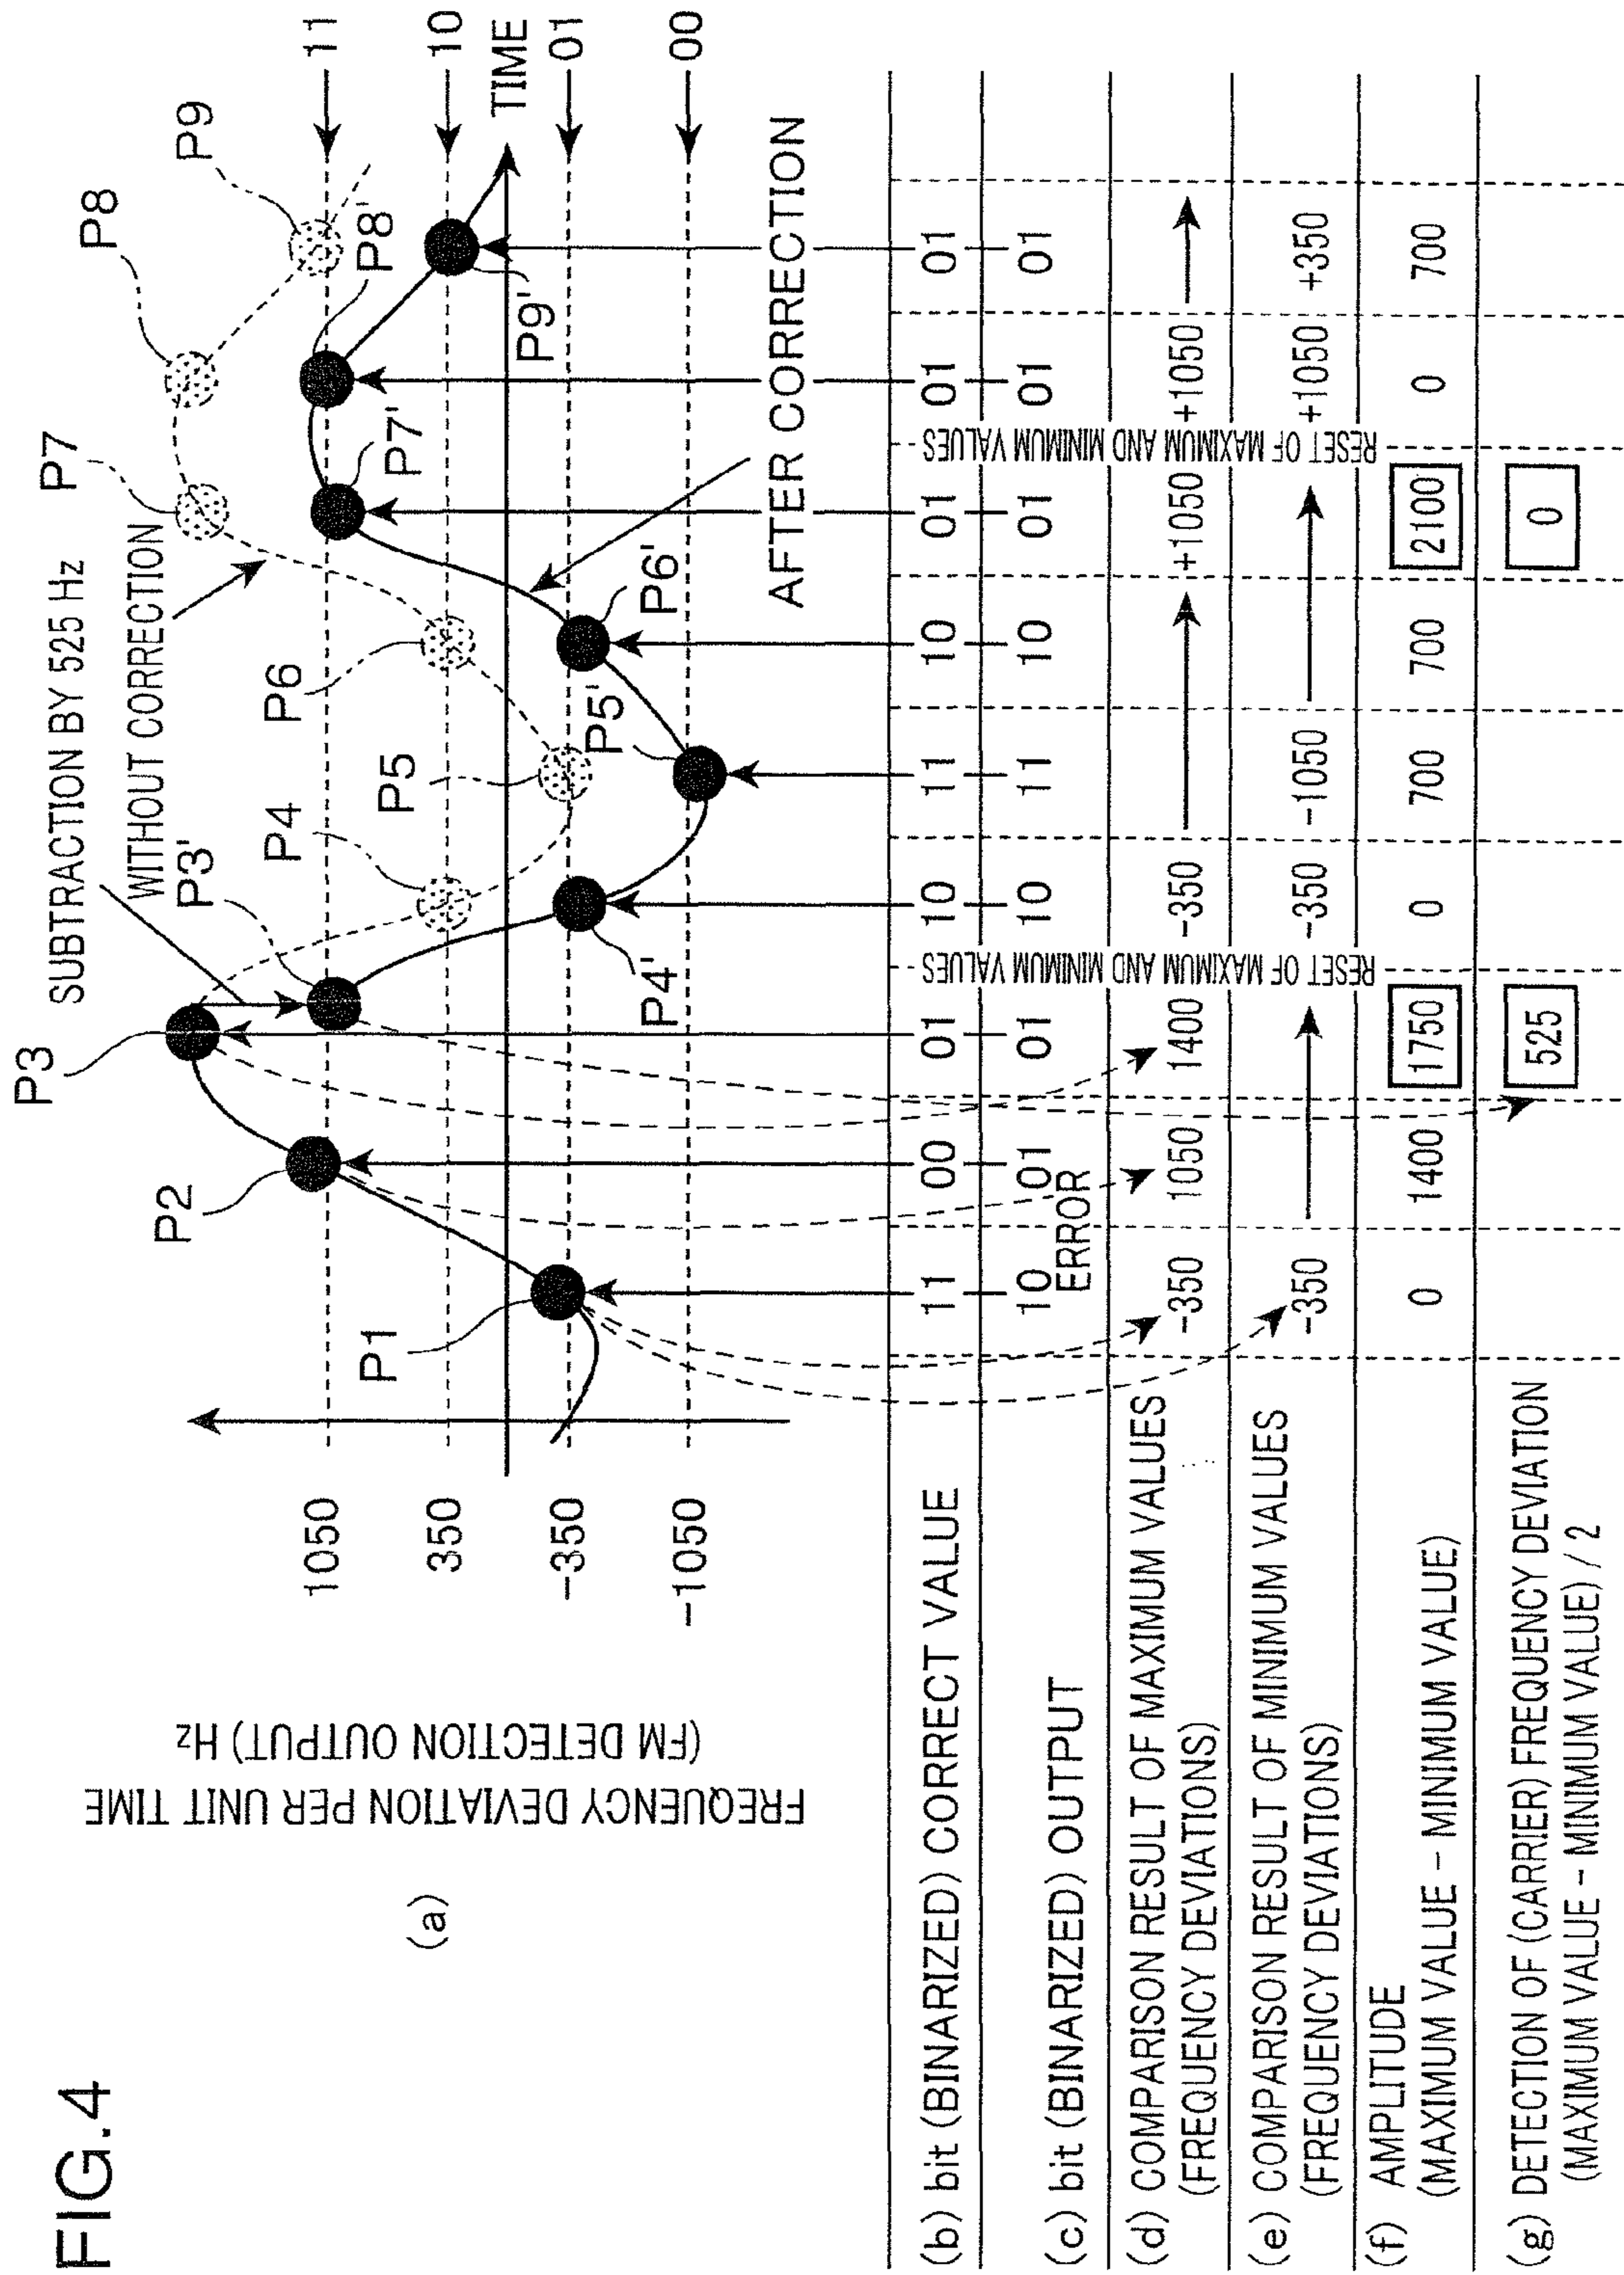 FIG.4
(a)
FREQUENCY DEVIATION PER UNIT TIME
(FM DETECTION OUTPUT) Hz
1050
350
-350
-1050
P1
P2
P3
SUBTRACTION BY 525 Hz
WITHOUT CORRECTION
P3'
P4
P4'
P5
P5'
P6
P6'
P7
P7'
P8
P8'
P9
P9'
AFTER CORRECTION
TIME
11
10
01
00
(b) bit (BINARIZED) CORRECT VALUE
11 00 01 10 11 10 01 01 01
(c) bit (BINARIZED) OUTPUT
10 01 01 10 11 10 01 01 01
ERROR
(d) COMPARISON RESULT OF MAXIMUM VALUES
(FREQUENCY DEVIATIONS)
-350 1050 1400 -350 +1050 +1050
(e) COMPARISON RESULT OF MINIMUM VALUES
(FREQUENCY DEVIATIONS)
-350 -350 -1050 +1050 +350
RESET OF MAXIMUM AND MINIMUM VALUES
RESET OF MAXIMUM AND MINIMUM VALUES
(f) AMPLITUDE
(MAXIMUM VALUE - MINIMUM VALUE)
0 1400 1750 0 700 700 2100 0 700
(g) DETECTION OF (CARRIER) FREQUENCY DEVIATION
(MAXIMUM VALUE - MINIMUM VALUE) / 2
525 0